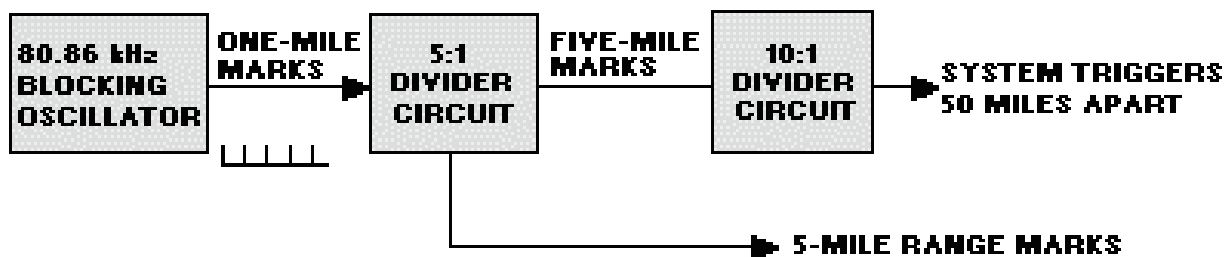 80.86 kHz
BLOCKING
OSCILLATOR
ONE-MILE
MARKS
5:1
DIVIDER
CIRCUIT
FIVE-MILE
MARKS
10:1
DIVIDER
CIRCUIT
SYSTEM TRIGGERS
50 MILES APART
5-MILE RANGE MARKS